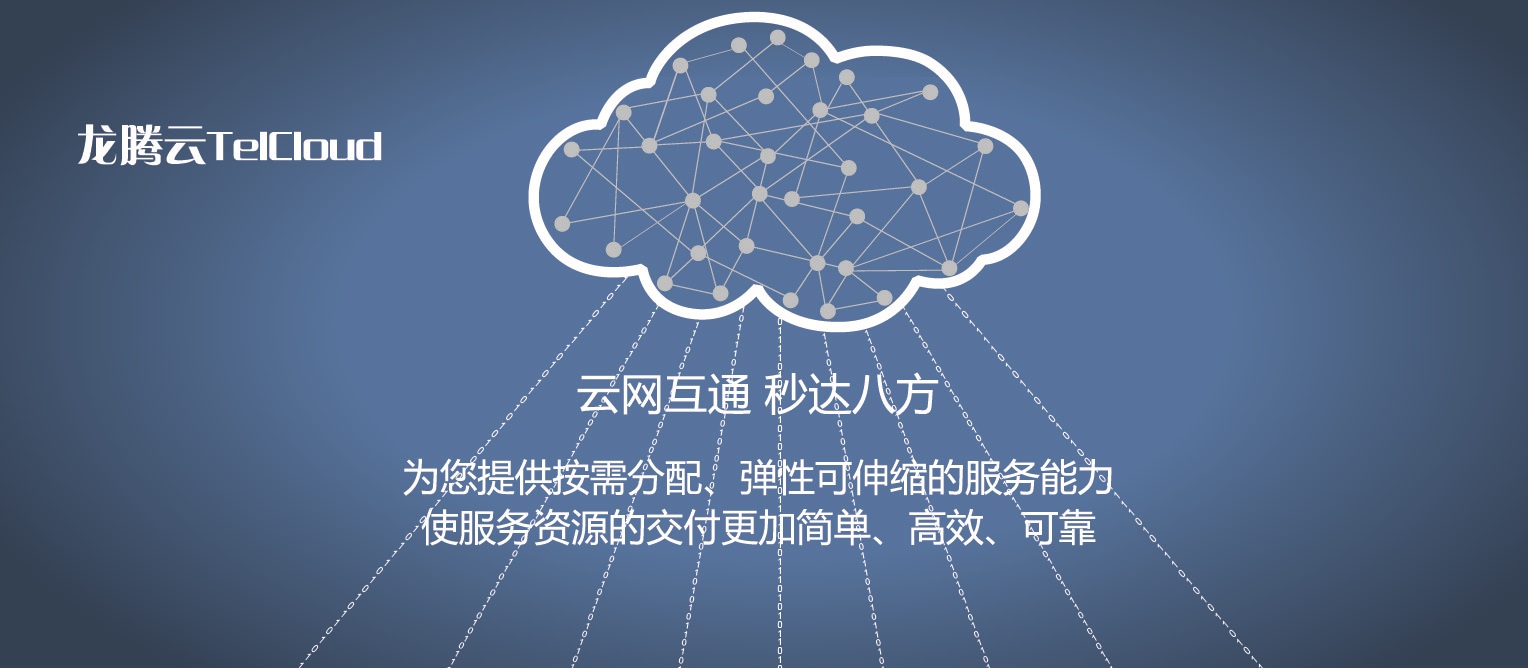 龙腾云TelCloud
云网互通 秒达八方
为您提供按需分配、弹性可伸缩的服务能力
使服务资源的交付更加简单、高效、可靠